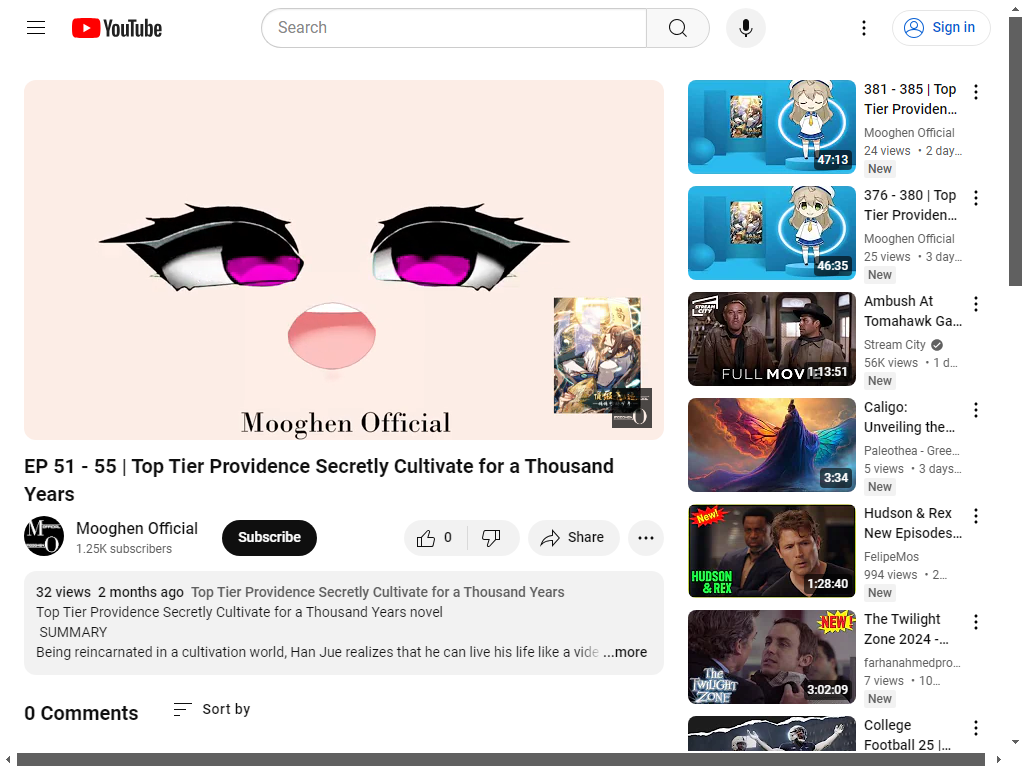 YouTube
Search
Sign in
Mooghen Official
EP 51 - 55 | Top Tier Providence Secretly Cultivate for a Thousand
Years
Mooghen Official
1.25K subscribers
Subscribe
0
Share
32 views 2 months ago Top Tier Providence Secretly Cultivate for a Thousand Years
Top Tier Providence Secretly Cultivate for a Thousand Years novel
SUMMARY
Being reincarnated in a cultivation world, Han Jue realizes that he can live his life like a vide ...more
0 Comments
Sort by
47:13
381 - 385 | Top
Tier Providen...
Mooghen Official
24 views • 2 day...
New
46:35
376 - 380 | Top
Tier Providen...
Mooghen Official
25 views • 3 day...
New
STREAM
CITY
FULL MOVIE
1:13:51
Ambush At
Tomahawk Ga...
Stream City
56K views • 1 d...
New
3:34
Caligo:
Unveiling the...
Paleothea - Gree...
5 views • 3 days...
New
New!
HUDSON
& REX
1:28:40
Hudson & Rex
New Episodes...
FelipeMos
994 views • 2...
New
NEW!
The
TWILIGHT
ZONE
3:02:09
The Twilight
Zone 2024 -...
farhanahmedpro...
7 views • 10...
New
College
Football 25 |...